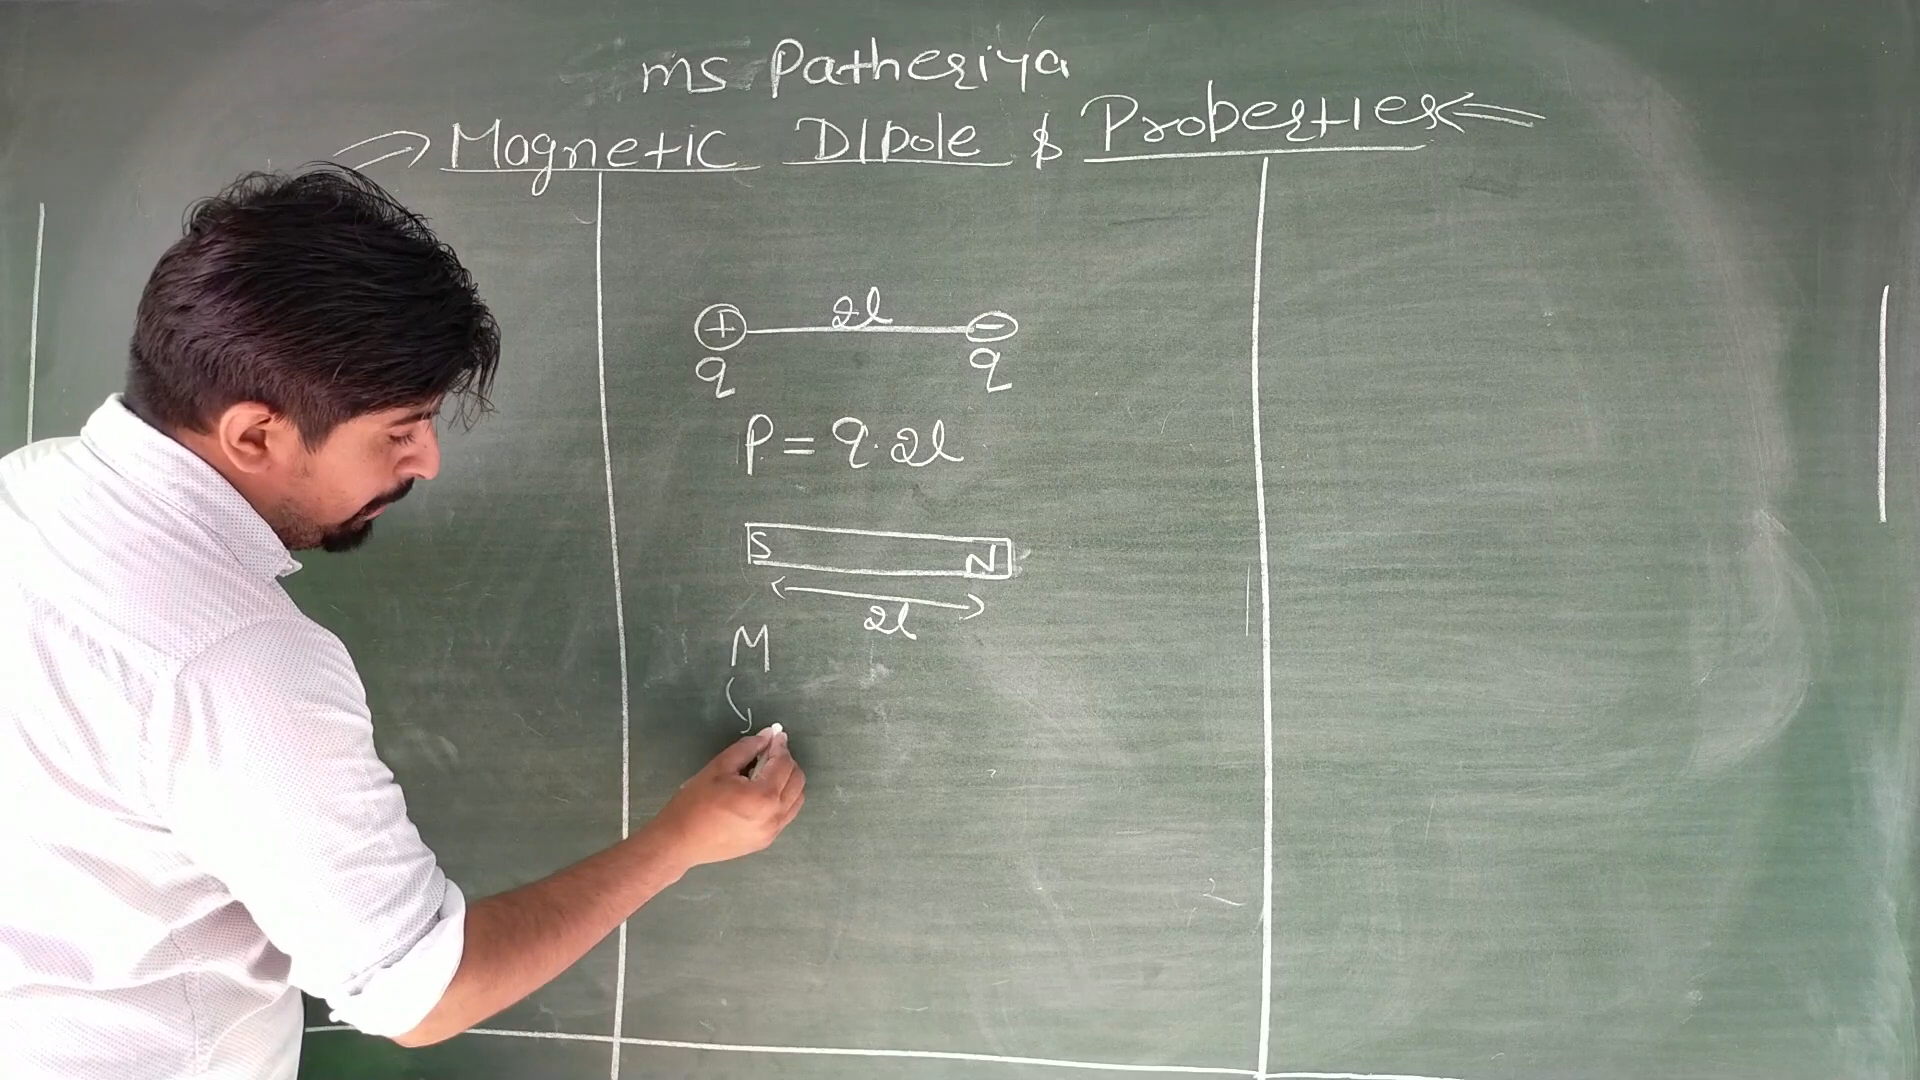 ms Patheriya
→ Magnetic DIpole & Properties ←
+ 2l -
q q
P = q. 2l
S N
2l
M